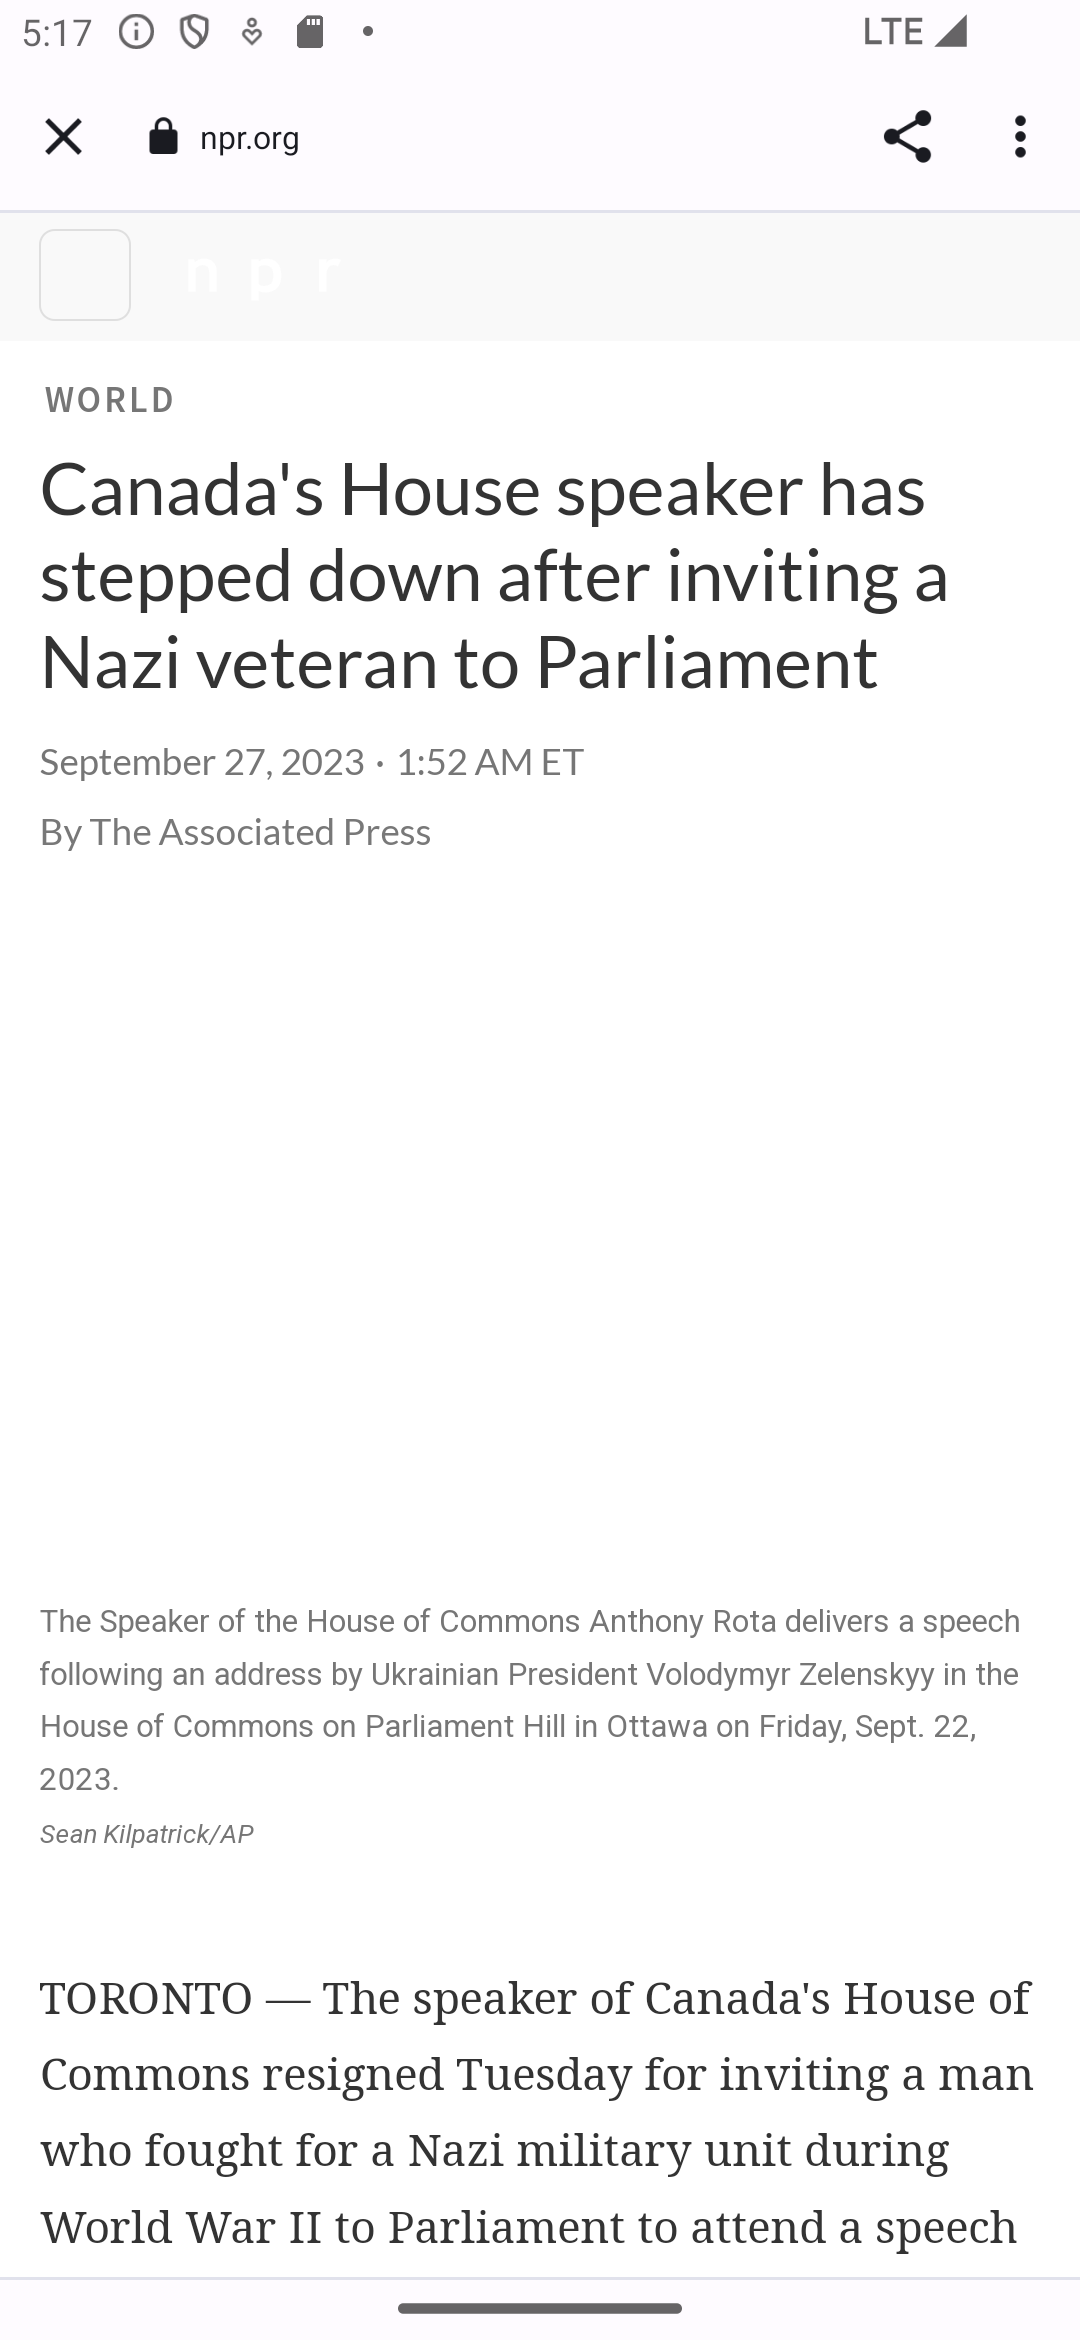 5:17
LTE
npr.org
n p r
WORLD
Canada's House speaker has
stepped down after inviting a
Nazi veteran to Parliament
September 27, 2023 · 1:52 AM ET
By The Associated Press
The Speaker of the House of Commons Anthony Rota delivers a speech
following an address by Ukrainian President Volodymyr Zelenskyy in the
House of Commons on Parliament Hill in Ottawa on Friday, Sept. 22,
2023.
Sean Kilpatrick/AP
TORONTO — The speaker of Canada's House of
Commons resigned Tuesday for inviting a man
who fought for a Nazi military unit during
World War II to Parliament to attend a speech